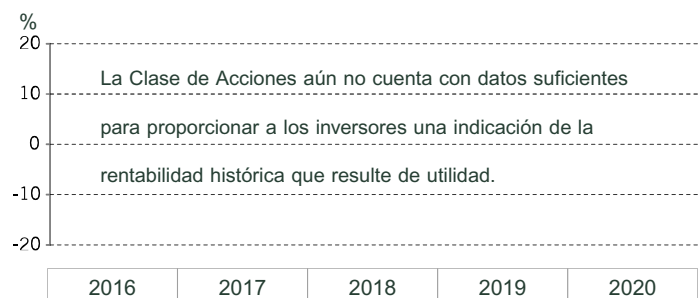 %
20
La Clase de Acciones aún no cuenta con datos suficientes
10
para proporcionar a los inversores una indicación de la
0
rentabilidad histórica que resulte de utilidad.
-10
-20
2016 2017 2018 2019 2020